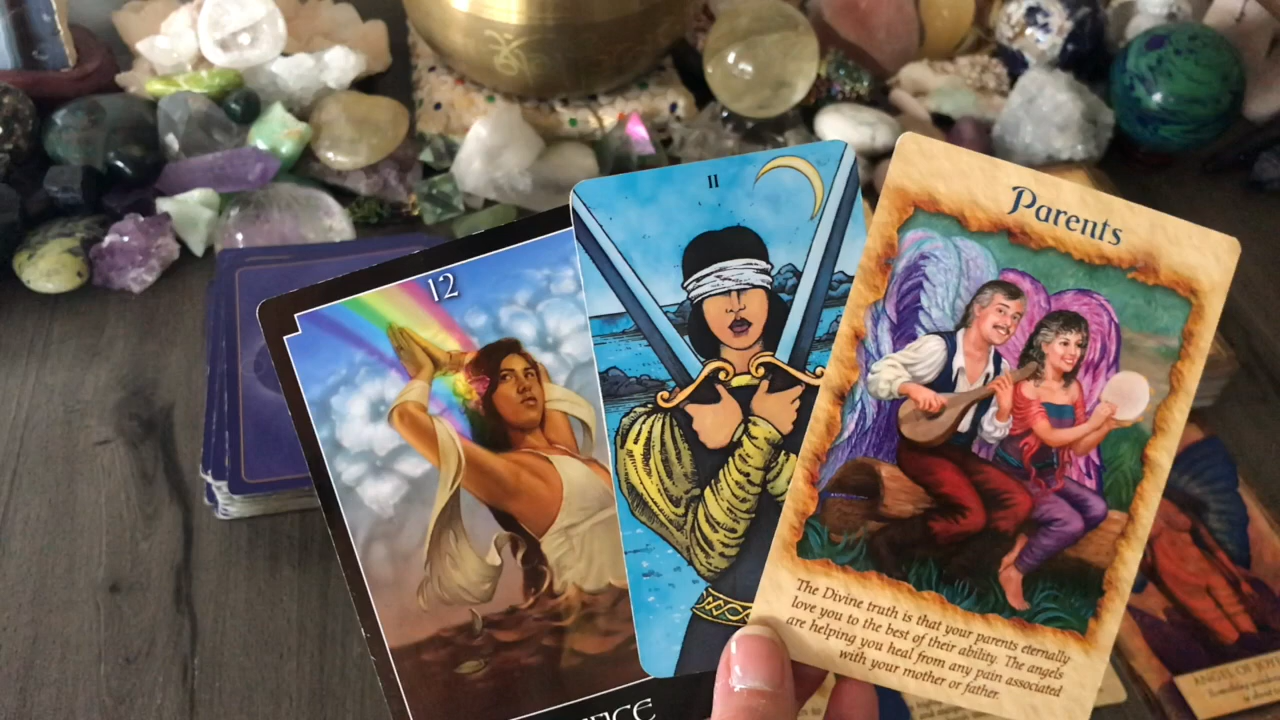 12
II
Parents
The Divine truth is that your parents eternally
love you to the best of their ability. The angels
are helping you heal from any pain associated
with your mother or father.